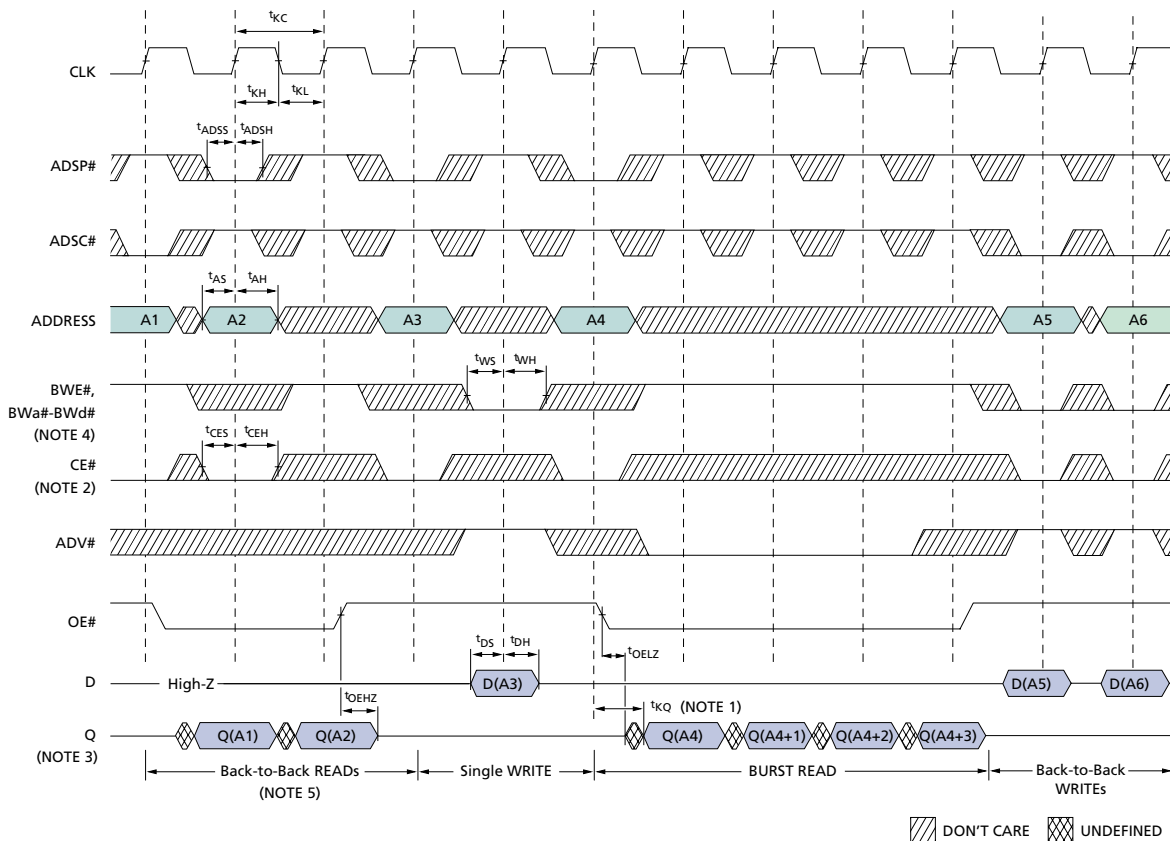 tKC
CLK
tKH
tKL
tADSS
tADSH
ADSP#
ADSC#
tAS
tAH
ADDRESS
A1
A2
A3
A4
A5
A6
tWS
tWH
BWE#,
BWa#-BWd#
(NOTE 4)
tCES
tCEH
CE#
(NOTE 2)
ADV#
OE#
tDS
tDH
tOELZ
D
High-Z
D(A3)
D(A5)
D(A6)
tOEHZ
tKQ (NOTE 1)
Q
(NOTE 3)
Q(A1)
Q(A2)
Q(A4)
Q(A4+1)
Q(A4+2)
Q(A4+3)
Back-to-Back READs
(NOTE 5)
Single WRITE
BURST READ
Back-to-Back
WRITEs
DON'T CARE
UNDEFINED